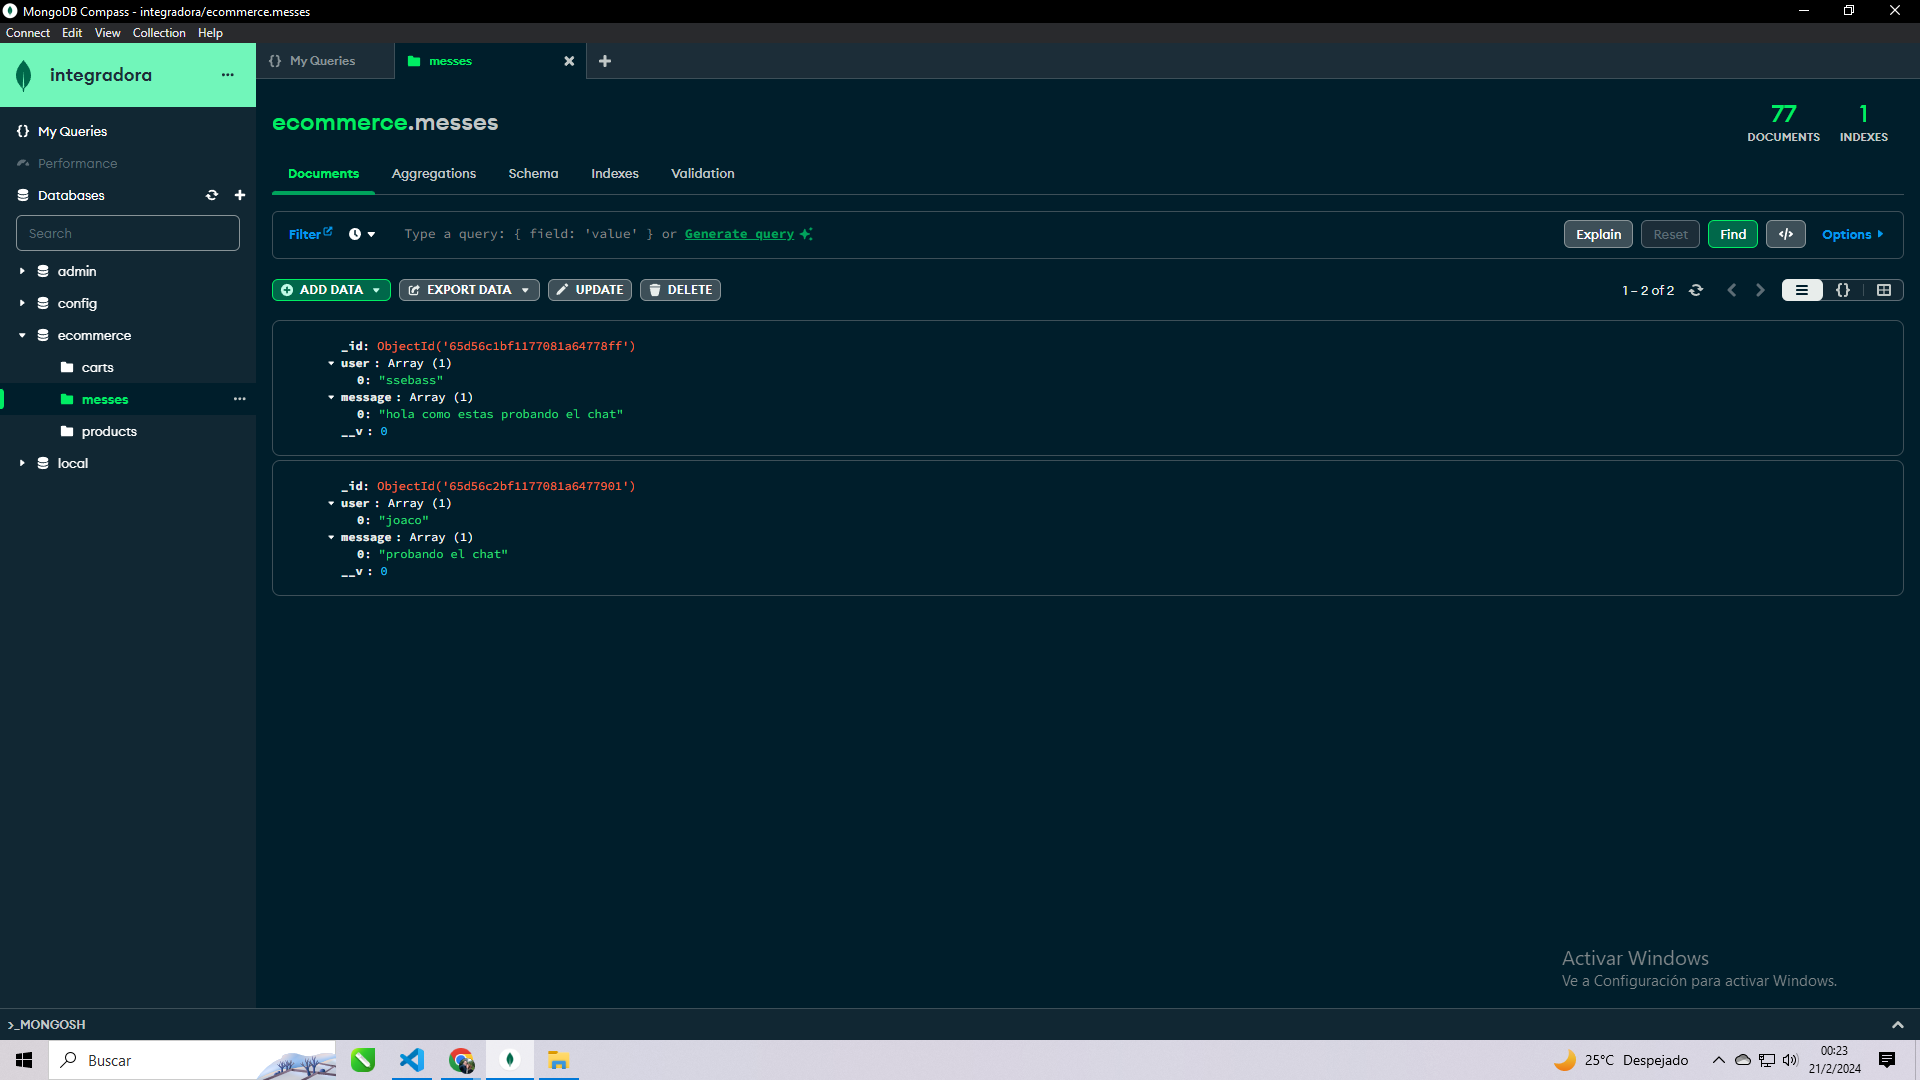 MongoDB Compass - integradora/ecommerce.messes
Connect Edit View Collection Help
integradora
My Queries
messes
My Queries
Performance
Databases
Search
admin
config
ecommerce
carts
messes
products
local
ecommerce.messes
77
DOCUMENTS
1
INDEXES
Documents Aggregations Schema Indexes Validation
Filter
Type a query: { field: 'value' } or Generate query
Explain Reset Find </> Options
ADD DATA EXPORT DATA UPDATE DELETE
1 – 2 of 2
_id: ObjectId('65d56c1bf1177081a64778ff')
user : Array (1)
0: "ssebass"
message : Array (1)
0: "hola como estas probando el chat"
__v : 0
_id: ObjectId('65d56c2bf1177081a6477901')
user : Array (1)
0: "joaco"
message : Array (1)
0: "probando el chat"
__v : 0
Activar Windows
Ve a Configuración para activar Windows.
>_MONGOSH
Buscar
25°C Despejado
00:23
21/2/2024